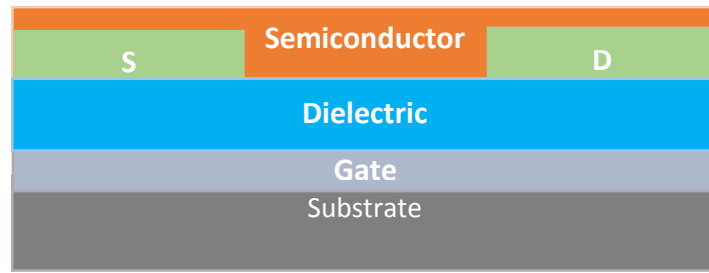 Semiconductor
S
D
Dielectric
Gate
Substrate